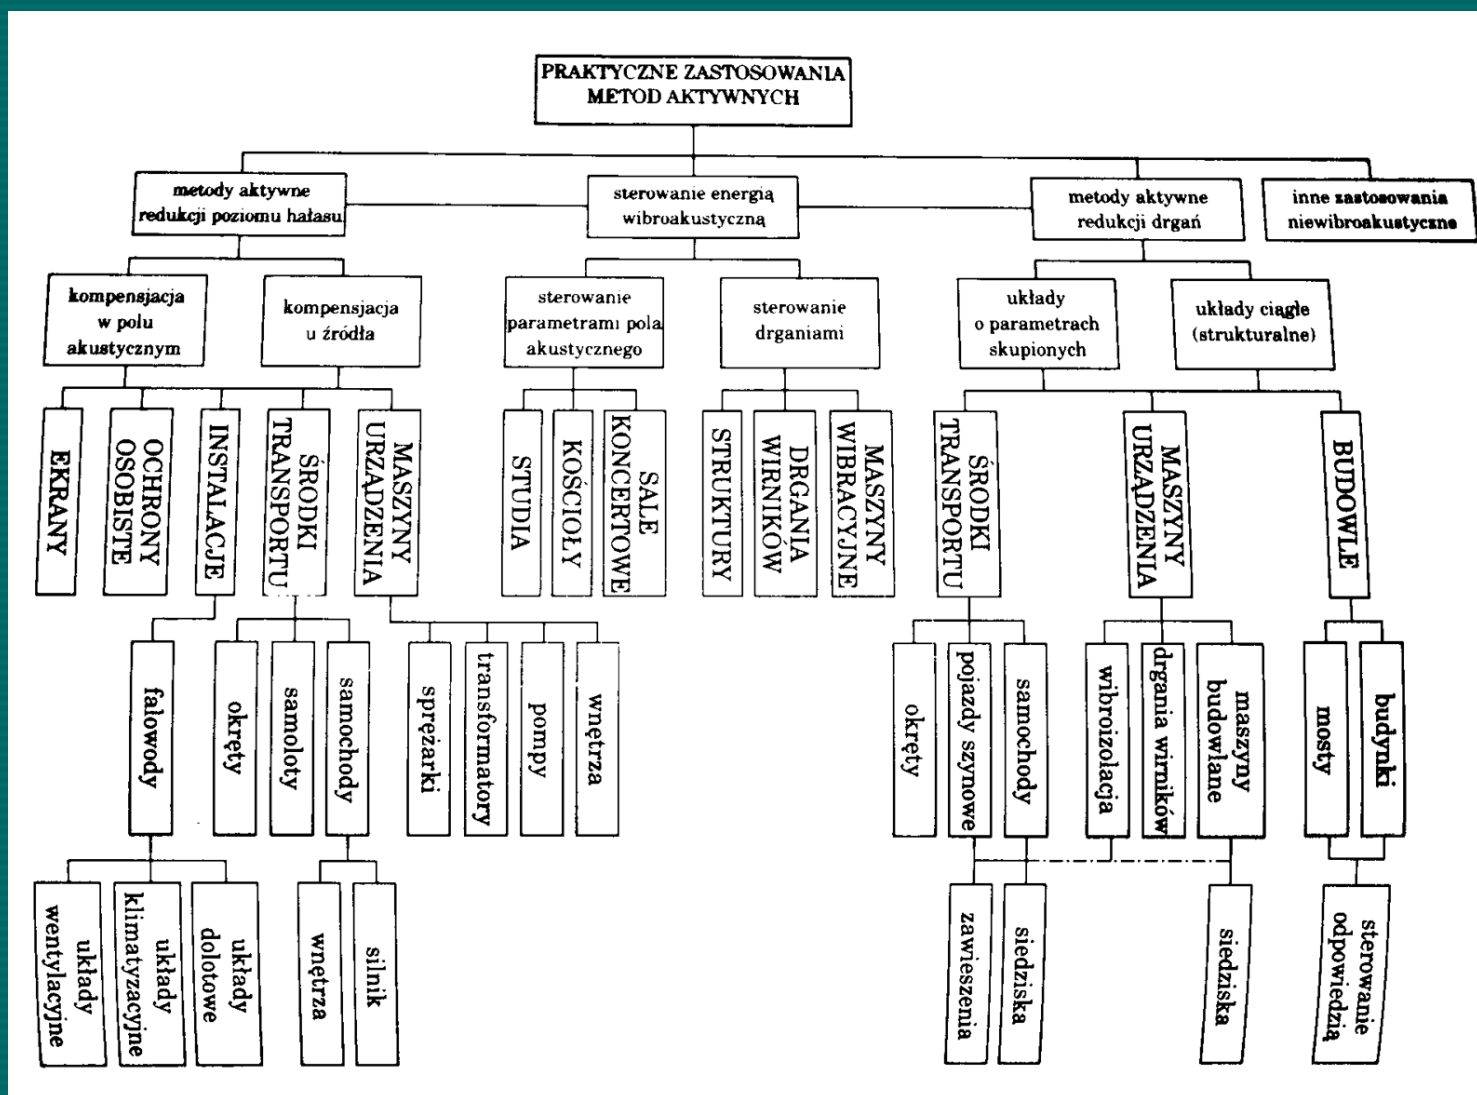 PRAKTYCZNE ZASTOSOWANIA
METOD AKTYWNYCH
metody aktywne
redukcji poziomu hałasu
sterowanie energią
wibroakustyczną
metody aktywne
redukcji drgań
inne zastosowania
niewibroakustyczne
kompensjacja
w polu
akustycznym
kompensjacja
u źródła
sterowanie
parametrami pola
akustycznego
sterowanie
drganiami
układy
o parametrach
skupionych
układy ciągłe
(strukturalne)
EKRANY
OCHRONY
OSOBISTE
INSTALACJE
ŚRODKI
TRANSPORTU
MASZYNY
URZĄDZENIA
STUDIA
KOŚCIOŁY
SALE
KONCERTOWE
STRUKTURY
DRGANIA
WIRNIKÓW
MASZYNY
WIBRACYJNE
ŚRODKI
TRANSPORTU
MASZYNY
URZĄDZENIA
BUDOWLE
falowody
okręty
samoloty
samochody
sprężarki
transformatory
pompy
wnętrza
okręty
pojazdy szynowe
samochody
wibroizolacja
drgania wirników
maszyny
budowlane
mosty
budynki
układy
wentylacyjne
układy
klimatyzacyjne
układy
dolotowe
wnętrza
silnik
zawieszenia
siedziska
siedziska
sterowanie
odpowiedzią